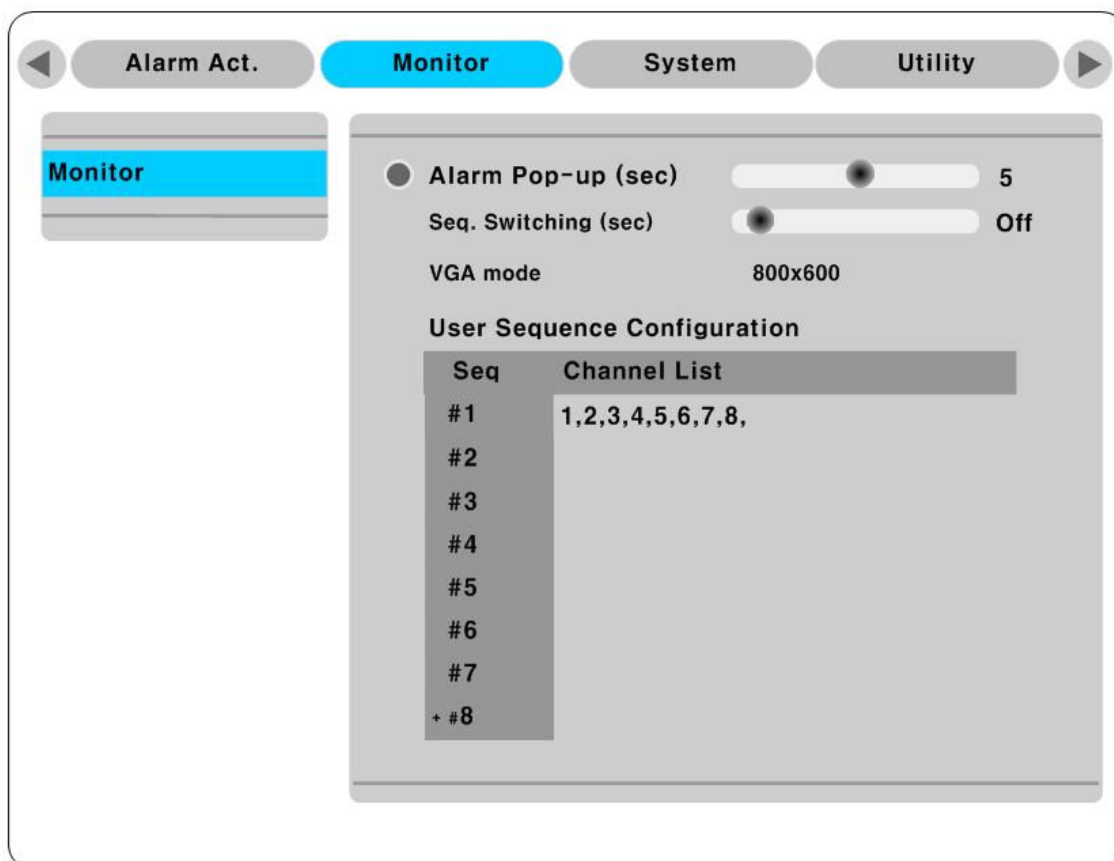 Alarm Act. Monitor System Utility
Monitor
Alarm Pop-up (sec) 5
Seq. Switching (sec) Off
VGA mode 800x600
User Sequence Configuration
Seq Channel List
#1 1,2,3,4,5,6,7,8,
#2
#3
#4
#5
#6
#7
+ #8